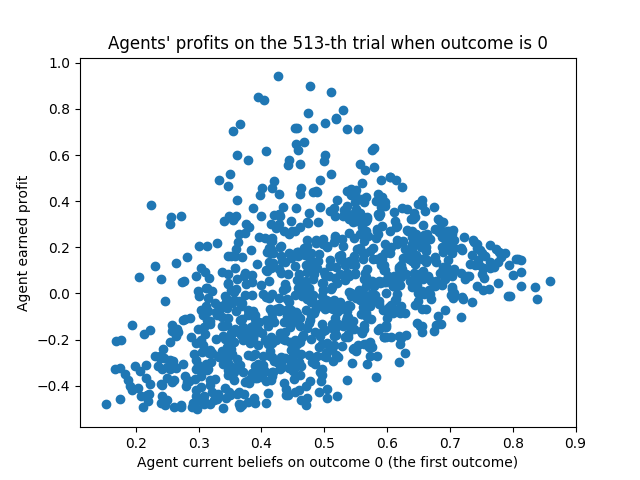 Agents' profits on the 513-th trial when outcome is 0
1.0
0.8
0.6
0.4
0.2
0.0
−0.2
−0.4
Agent earned profit
0.2 0.3 0.4 0.5 0.6 0.7 0.8 0.9
Agent current beliefs on outcome 0 (the first outcome)